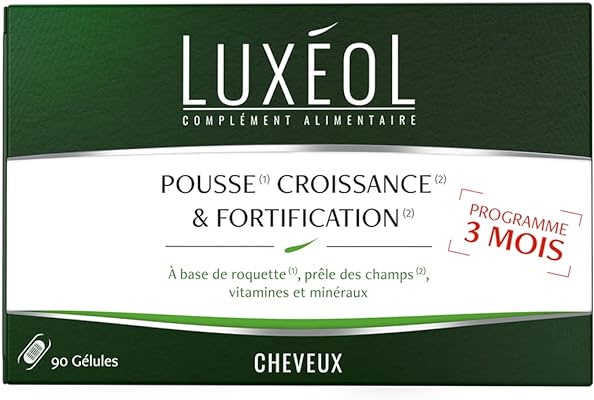 LUXÉOL
COMPLÉMENT ALIMENTAIRE
POUSSE⁽¹⁾ CROISSANCE⁽²⁾
& FORTIFICATION⁽²⁾
PROGRAMME
3 MOIS
À base de roquette⁽¹⁾, prêle des champs⁽²⁾,
vitamines et minéraux
90 Gélules
CHEVEUX